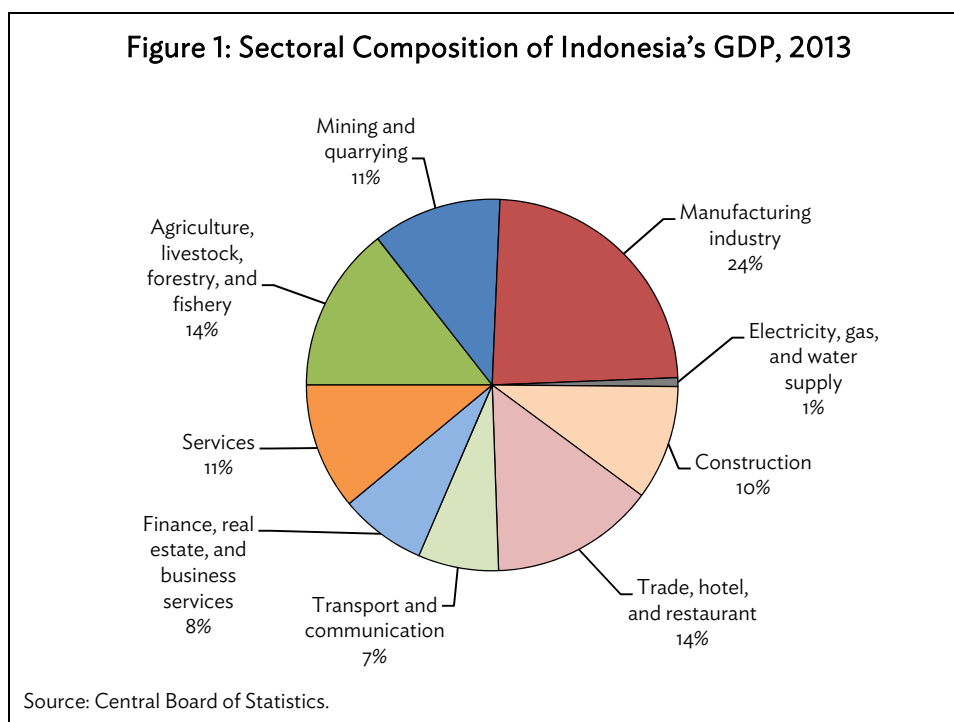 Figure 1: Sectoral Composition of Indonesia's GDP, 2013
Mining and
quarrying
11%
Manufacturing
industry
24%
Agriculture,
livestock,
forestry, and
fishery
14%
Electricity, gas,
and water
supply
1%
Services
11%
Construction
10%
Finance, real
estate, and
business
services
8%
Transport and
communication
7%
Trade, hotel,
and restaurant
14%
Source: Central Board of Statistics.